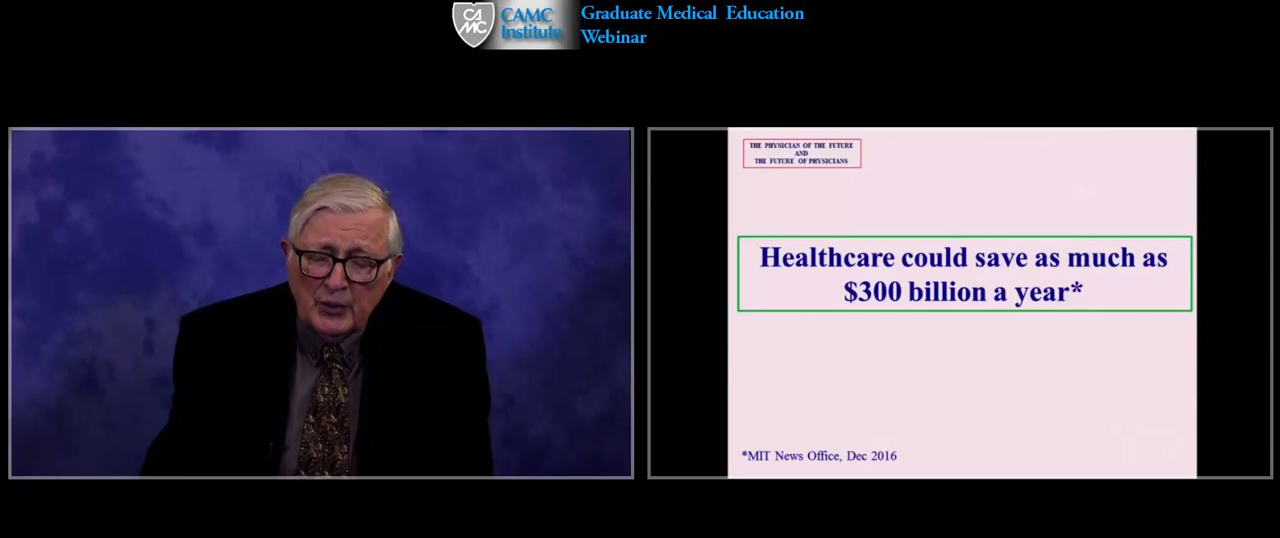 CAMC
CAMC
Institute
Graduate Medical Education
Webinar
THE PHYSICIAN OF THE FUTURE
AND
THE FUTURE OF PHYSICIANS
Healthcare could save as much as
$300 billion a year*
*MIT News Office, Dec 2016